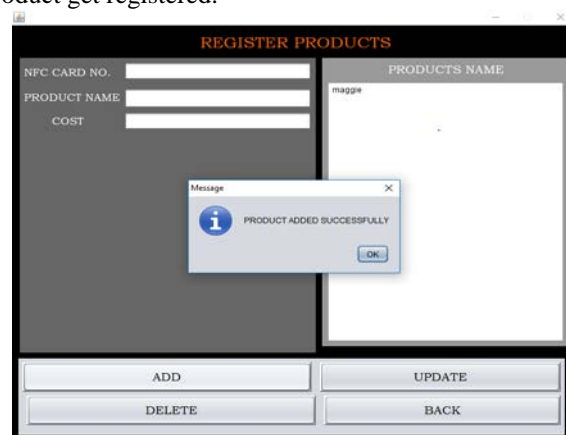 oduct get registered.
REGISTER PRODUCTS
NFC CARD NO.
PRODUCT NAME
COST
PRODUCTS NAME
maggie
Message
PRODUCT ADDED SUCCESSFULLY
OK
ADD
UPDATE
DELETE
BACK